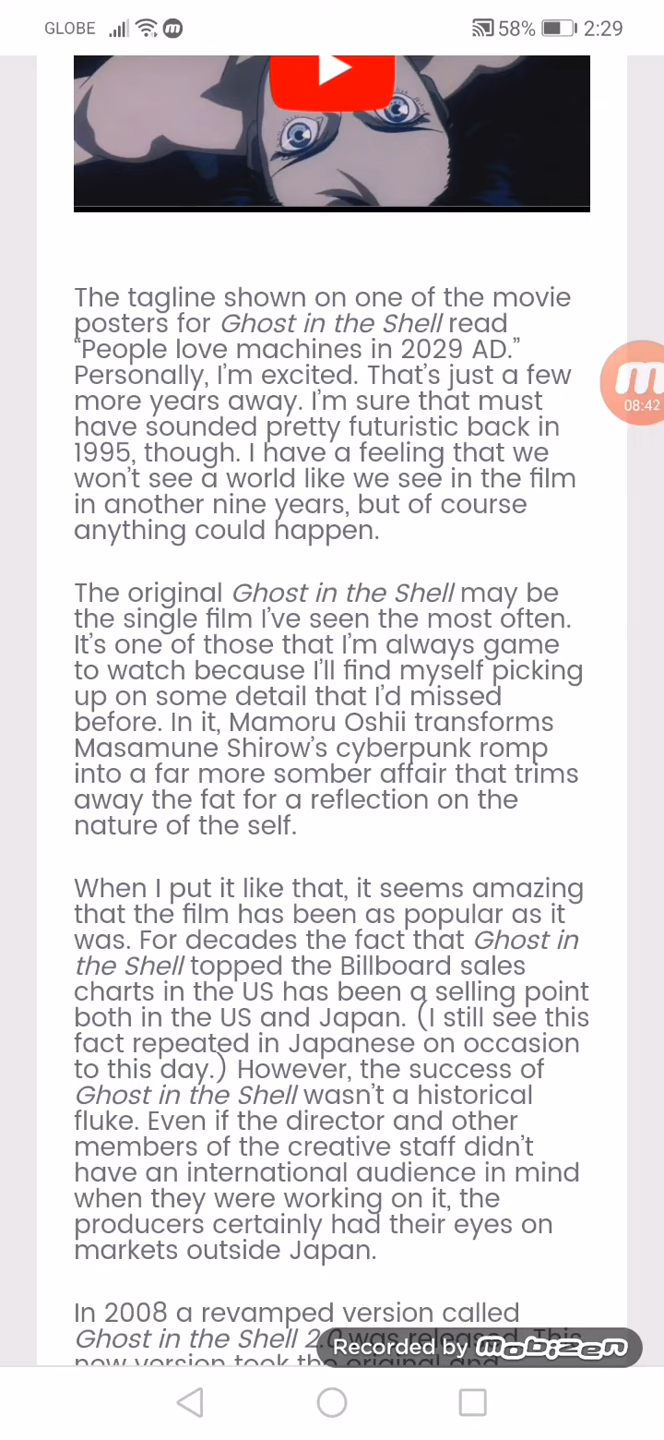 GLOBE 58% 2:29
The tagline shown on one of the movie
posters for Ghost in the Shell read
“People love machines in 2029 AD.”
Personally, I’m excited. That’s just a few
more years away. I’m sure that must
have sounded pretty futuristic back in
1995, though. I have a feeling that we
won’t see a world like we see in the film
in another nine years, but of course
anything could happen.
m
08:42
The original Ghost in the Shell may be
the single film I’ve seen the most often.
It’s one of those that I’m always game
to watch because I’ll find myself picking
up on some detail that I’d missed
before. In it, Mamoru Oshii transforms
Masamune Shirow’s cyberpunk romp
into a far more somber affair that trims
away the fat for a reflection on the
nature of the self.
When I put it like that, it seems amazing
that the film has been as popular as it
was. For decades the fact that Ghost in
the Shell topped the Billboard sales
charts in the US has been a selling point
both in the US and Japan. (I still see this
fact repeated in Japanese on occasion
to this day.) However, the success of
Ghost in the Shell wasn’t a historical
fluke. Even if the director and other
members of the creative staff didn’t
have an international audience in mind
when they were working on it, the
producers certainly had their eyes on
markets outside Japan.
In 2008 a revamped version called
Ghost in the Shell 2.0 was released. This
new version took the original and
Recorded by mobizen